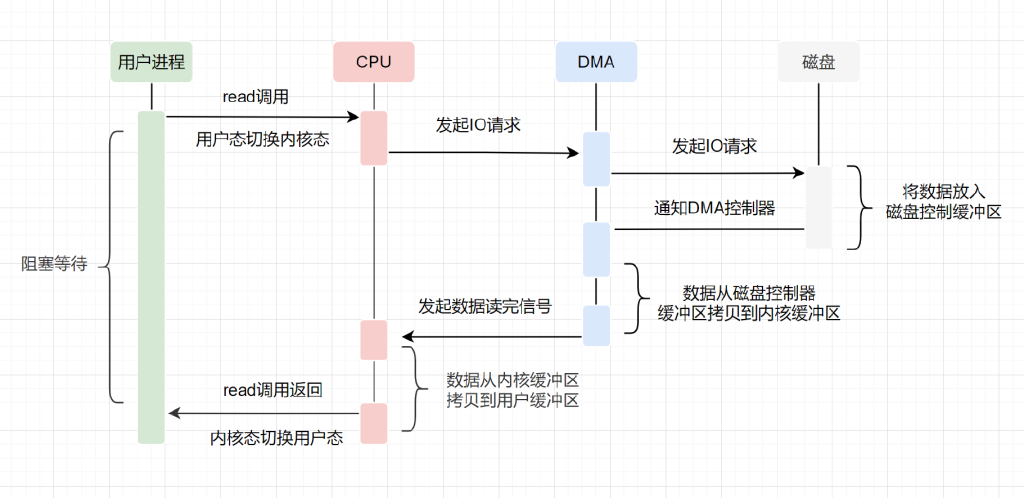 用户进程
CPU
DMA
磁盘
read调用
用户态切换内核态
发起IO请求
发起IO请求
将数据放入
磁盘控制缓冲区
通知DMA控制器
阻塞等待
数据从磁盘控制器
缓冲区拷贝到内核缓冲区
发起数据读完信号
数据从内核缓冲区
拷贝到用户缓冲区
read调用返回
内核态切换用户态